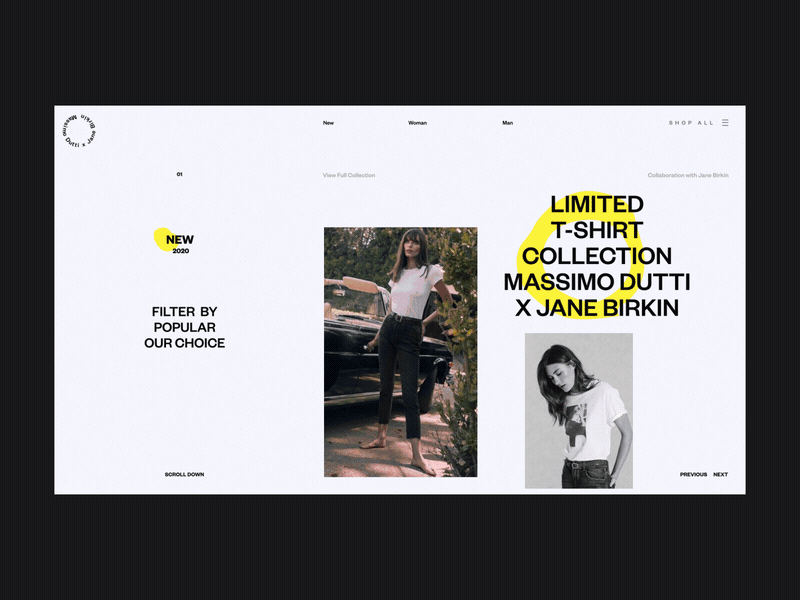 Massimo Dutti x Jane Birkin
New
Woman
Man
SHOP ALL
01
View Full Collection
Collaboration with Jane Birkin
NEW
2020
FILTER BY
POPULAR
OUR CHOICE
LIMITED
T-SHIRT
COLLECTION
MASSIMO DUTTI
X JANE BIRKIN
SCROLL DOWN
PREVIOUS
NEXT